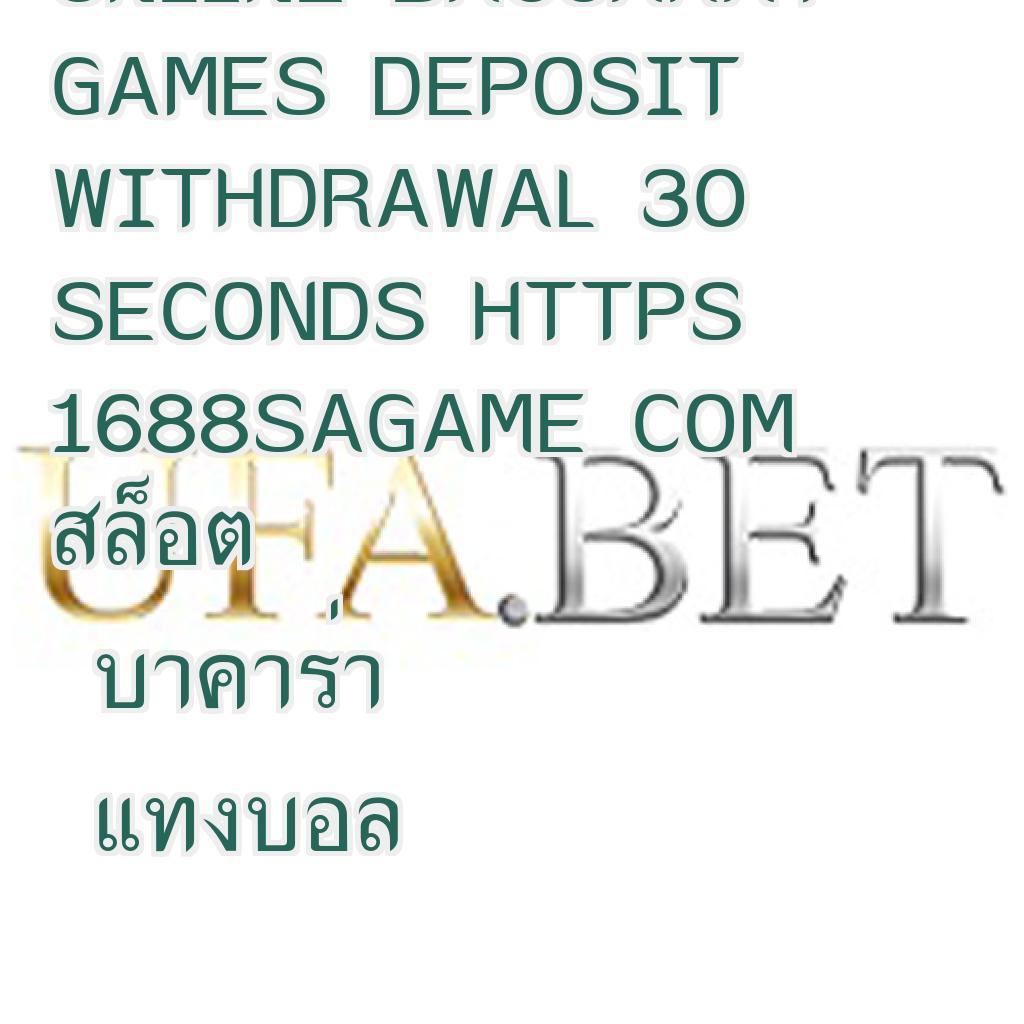 GAMES DEPOSIT
WITHDRAWAL 30
SECONDS HTTPS
1688SAGAME COM
สล็อต
UFA.BET
บาคาร่า
แทงบอล